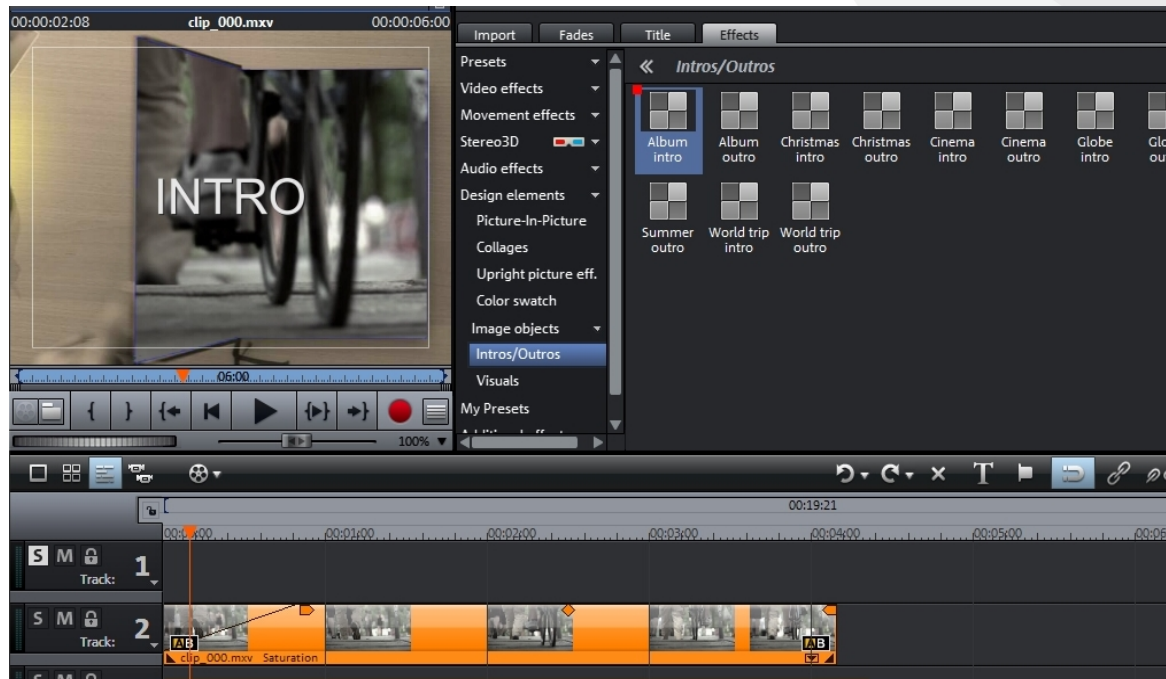 00:00:02:08 clip_000.mxv 00:00:06:00
INTRO
06:00
100%
Import Fades Title Effects
Presets
Video effects
Movement effects
Stereo3D
Audio effects
Design elements
Picture-In-Picture
Collages
Upright picture eff.
Color swatch
Image objects
Intros/Outros
Visuals
My Presets
« Intros/Outros
Album intro
Album outro
Christmas intro
Christmas outro
Cinema intro
Cinema outro
Globe intro
Summer outro
World trip intro
World trip outro
T
00:19:21
00:01:00 00:02:00 00:03:00 00:04:00 00:05:00
S M
Track: 1
S M
Track: 2
AB AB
clip_000.mxv Saturation
S M